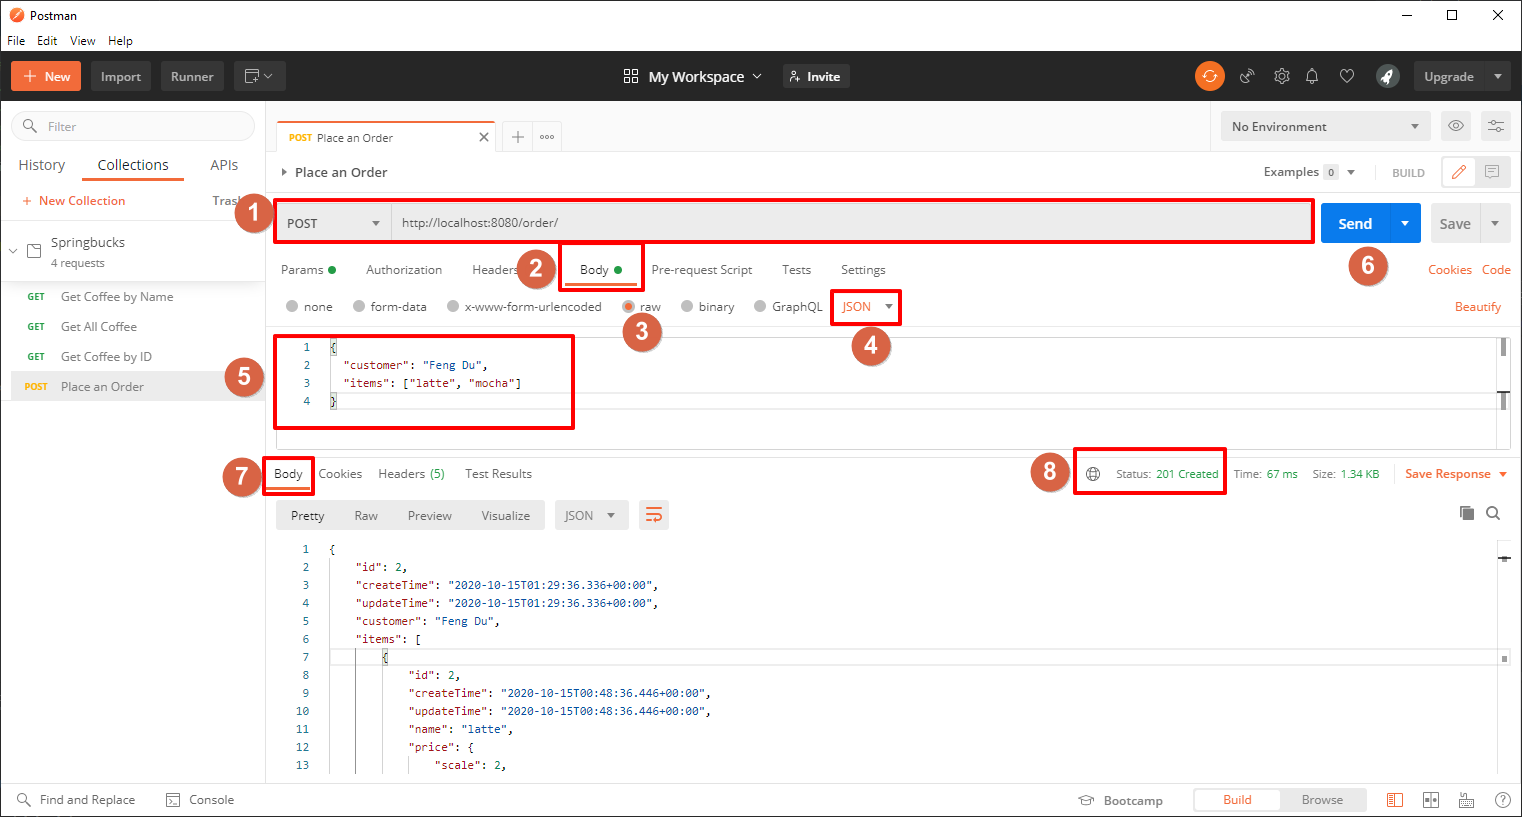 Postman
File Edit View Help
New Import Runner My Workspace Invite Upgrade
Filter
History Collections APIs
New Collection
Springbucks
4 requests
GET Get Coffee by Name
GET Get All Coffee
GET Get Coffee by ID
POST Place an Order
POST Place an Order
No Environment
Place an Order
Examples 0 BUILD
1
POST http://localhost:8080/order/
Send Save
2
6
Params Authorization Headers Body Pre-request Script Tests Settings Cookies Code
none form-data x-www-form-urlencoded raw binary GraphQL JSON Beautify
3
4
5
1 {
2 "customer": "Feng Du",
3 "items": ["latte", "mocha"]
4 }
7
8
Body Cookies Headers (5) Test Results Status: 201 Created Time: 67 ms Size: 1.34 KB Save Response
Pretty Raw Preview Visualize JSON
1 {
2 "id": 2,
3 "createTime": "2020-10-15T01:29:36.336+00:00",
4 "updateTime": "2020-10-15T01:29:36.336+00:00",
5 "customer": "Feng Du",
6 "items": [
7 {
8 "id": 2,
9 "createTime": "2020-10-15T00:48:36.446+00:00",
10 "updateTime": "2020-10-15T00:48:36.446+00:00",
11 "name": "latte",
12 "price": {
13 "scale": 2,
Find and Replace Console Bootcamp Build Browse